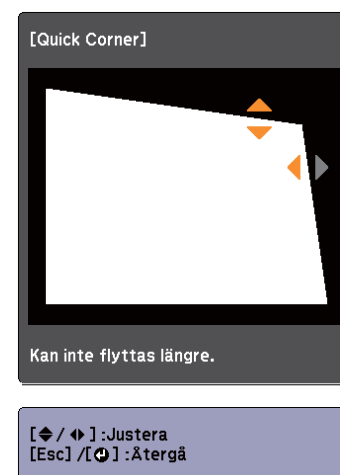 [Quick Corner]
Kan inte flyttas längre.
[ / ] :Justera
[Esc] /[ ] :Återgå